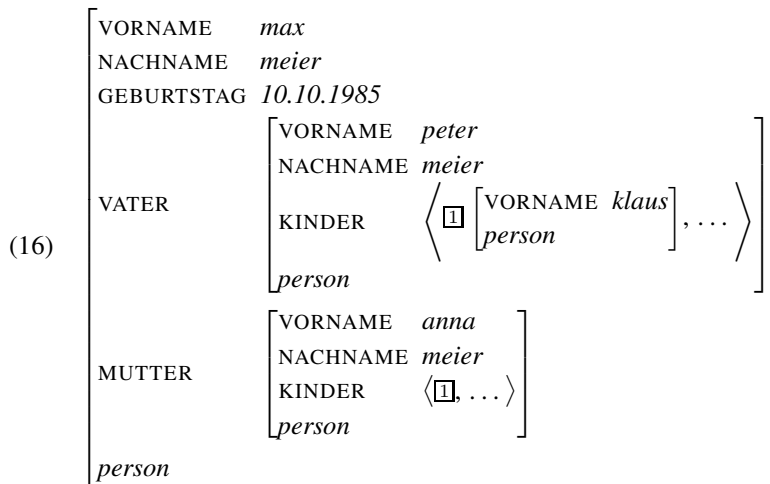 VORNAME max
NACHNAME meier
GEBURTSTAG 10.10.1985
VORNAME peter
NACHNAME meier
VATER KINDER ⟨ 1 [VORNAME klaus
person], . . . ⟩
person
(16)
VORNAME anna
NACHNAME meier
MUTTER KINDER ⟨ 1, . . . ⟩
person
person